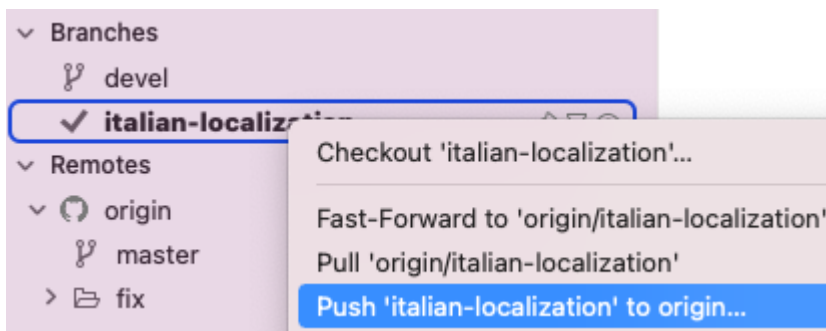 Branches
devel
italian-localization
Remotes
origin
master
fix
Checkout 'italian-localization'...
Fast-Forward to 'origin/italian-localization'
Pull 'origin/italian-localization'
Push 'italian-localization' to origin...